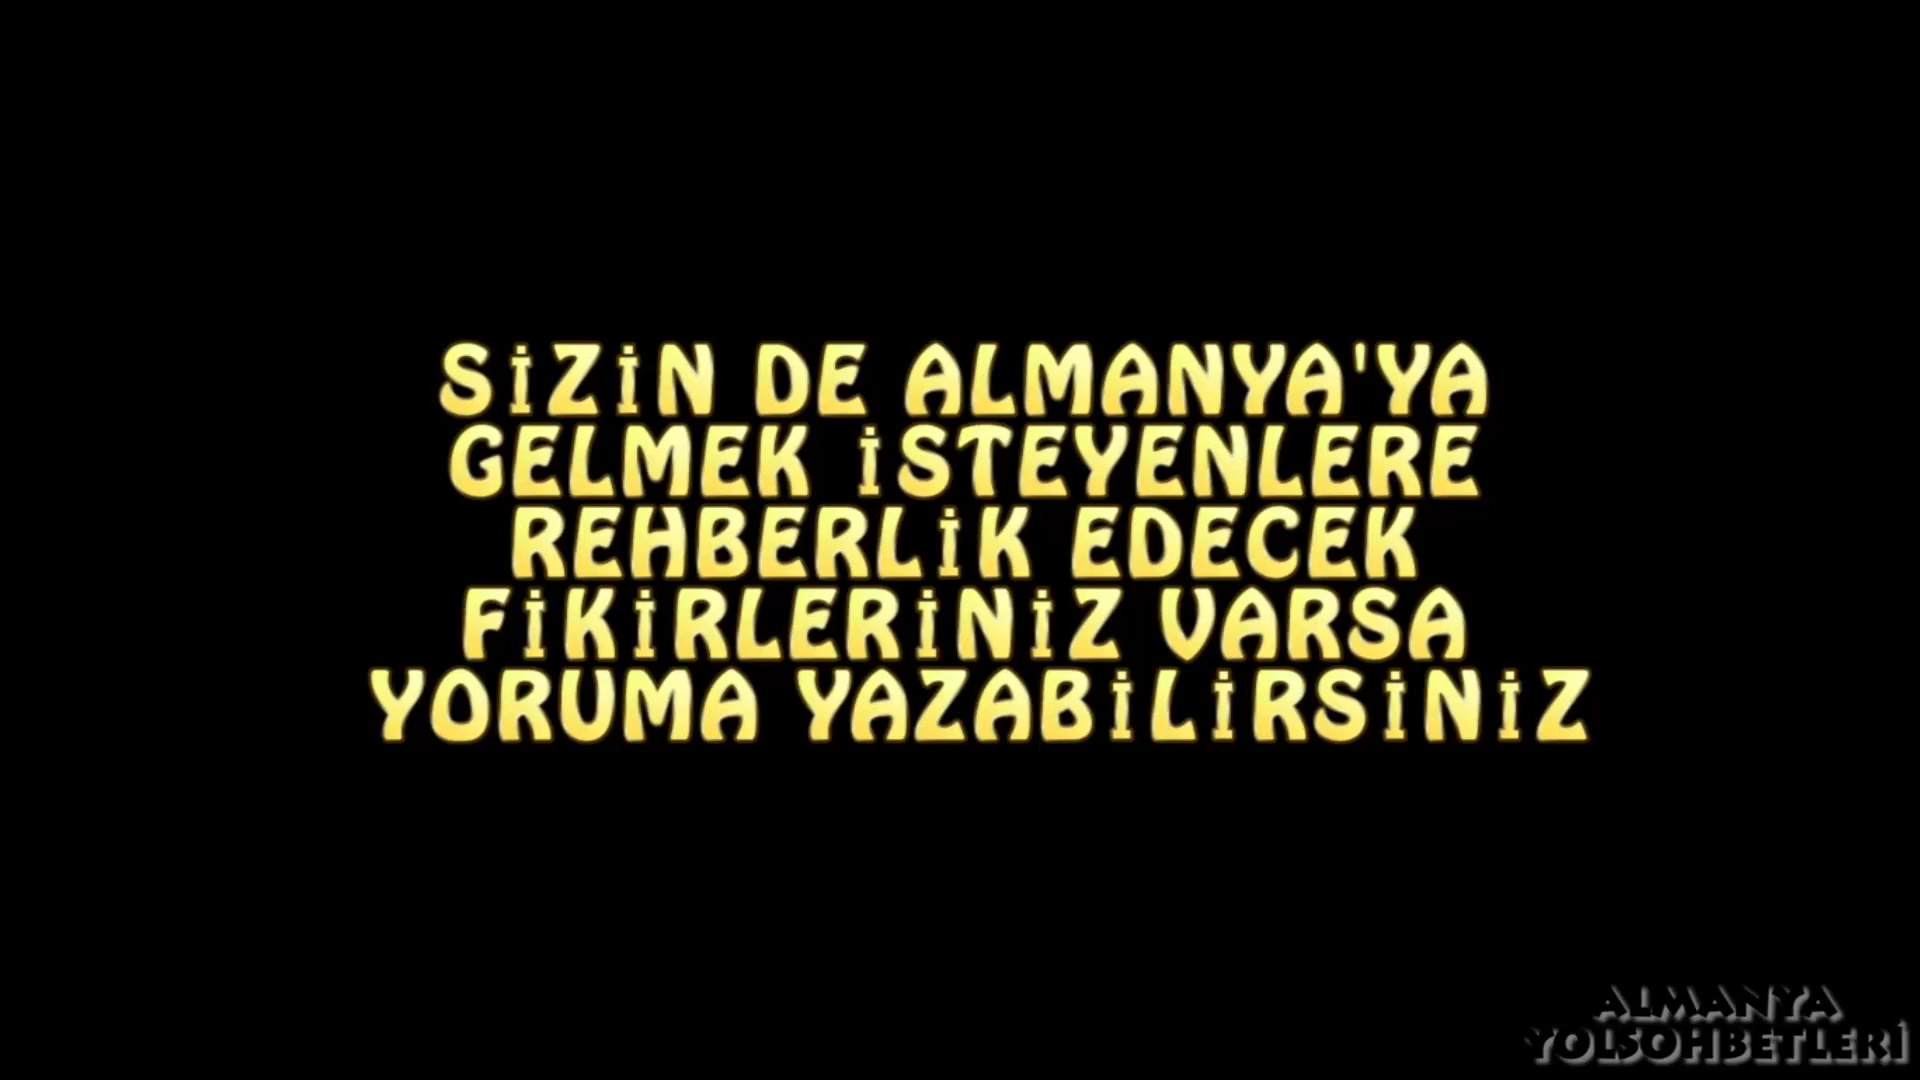 SİZİN DE ALMANYA'YA
GELMEK İSTEYENLERE
REHBERLİK EDECEK
FİKİRLERİNİZ VARSA
YORUMA YAZABİLİRSİNİZ
ALMANYA
YOLSOHBETLERİ